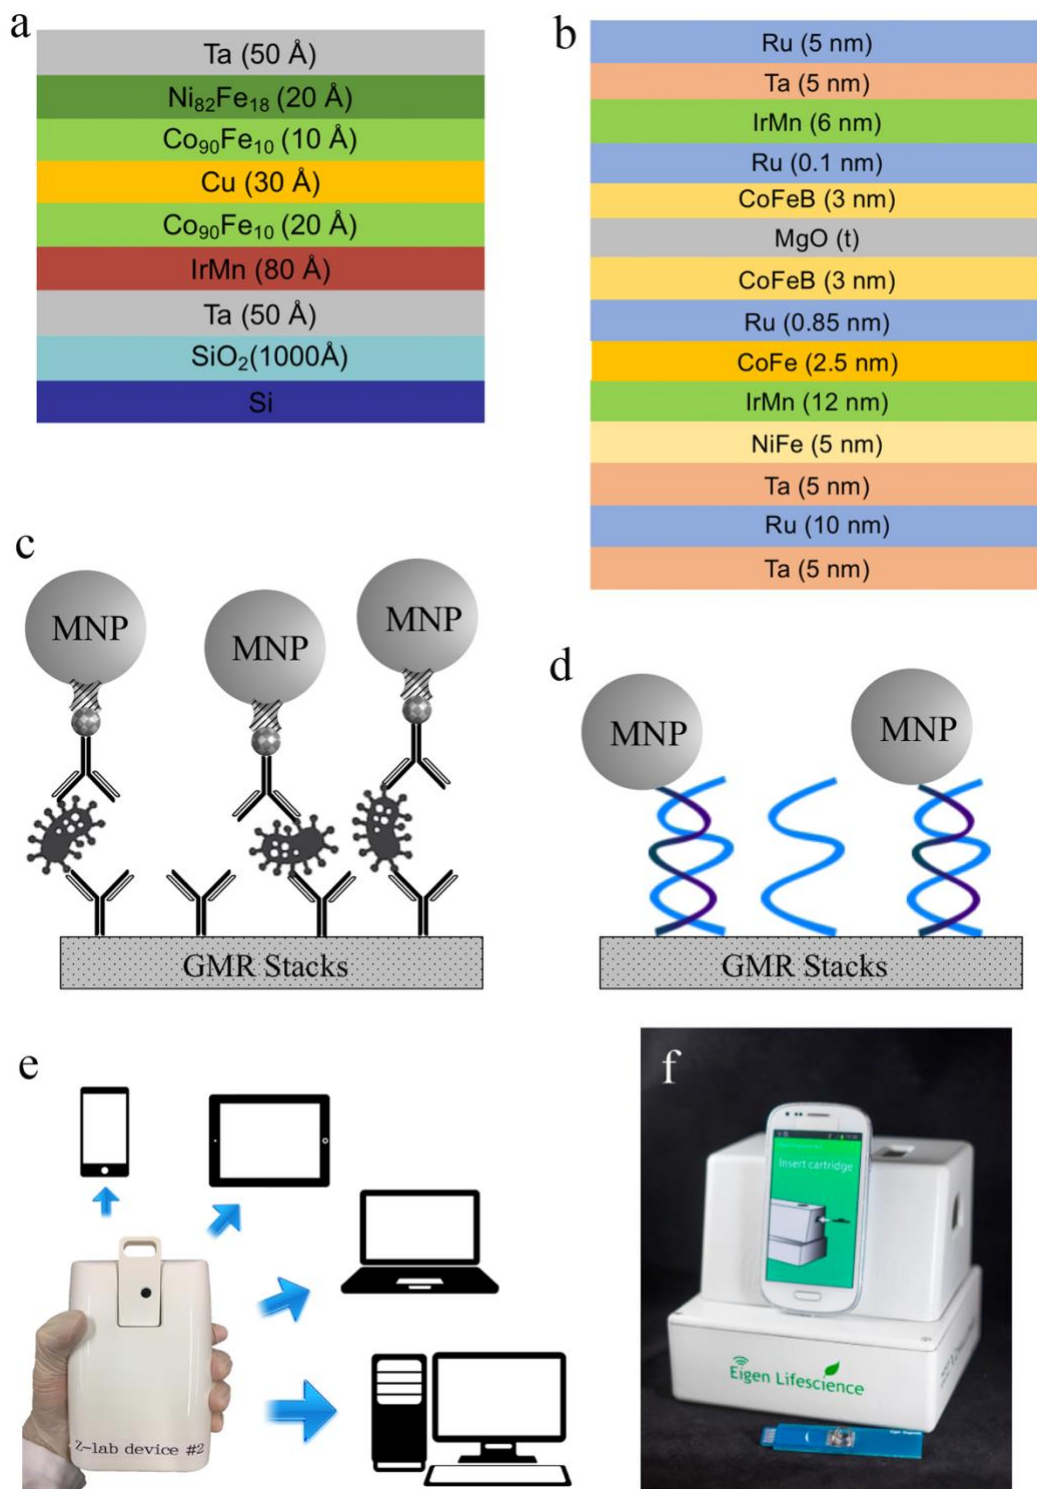 a
Ta (50 Å)
Ni₈₂Fe₁₈ (20 Å)
Co₉₀Fe₁₀ (10 Å)
Cu (30 Å)
Co₉₀Fe₁₀ (20 Å)
IrMn (80 Å)
Ta (50 Å)
SiO₂(1000Å)
Si
b
Ru (5 nm)
Ta (5 nm)
IrMn (6 nm)
Ru (0.1 nm)
CoFeB (3 nm)
MgO (t)
CoFeB (3 nm)
Ru (0.85 nm)
CoFe (2.5 nm)
IrMn (12 nm)
NiFe (5 nm)
Ta (5 nm)
Ru (10 nm)
Ta (5 nm)
c
MNP
MNP
MNP
GMR Stacks
d
MNP
MNP
GMR Stacks
e
Z-lab device #2
f
Insert cartridge
Eigen Lifescience